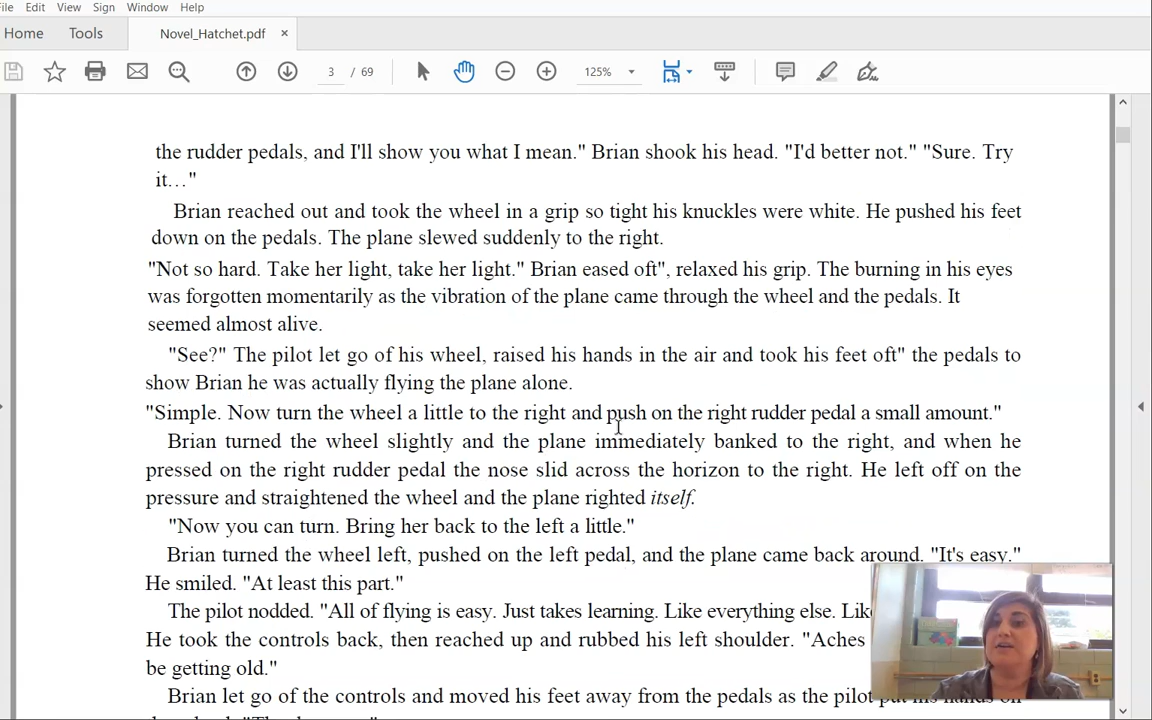 File Edit View Sign Window Help
Home Tools Novel_Hatchet.pdf ×
3 / 69 125%
the rudder pedals, and I'll show you what I mean." Brian shook his head. "I'd better not." "Sure. Try
it…"
Brian reached out and took the wheel in a grip so tight his knuckles were white. He pushed his feet
down on the pedals. The plane slewed suddenly to the right.
"Not so hard. Take her light, take her light." Brian eased oft", relaxed his grip. The burning in his eyes
was forgotten momentarily as the vibration of the plane came through the wheel and the pedals. It
seemed almost alive.
"See?" The pilot let go of his wheel, raised his hands in the air and took his feet oft" the pedals to
show Brian he was actually flying the plane alone.
"Simple. Now turn the wheel a little to the right and push on the right rudder pedal a small amount."
Brian turned the wheel slightly and the plane immediately banked to the right, and when he
pressed on the right rudder pedal the nose slid across the horizon to the right. He left off on the
pressure and straightened the wheel and the plane righted itself.
"Now you can turn. Bring her back to the left a little."
Brian turned the wheel left, pushed on the left pedal, and the plane came back around. "It's easy."
He smiled. "At least this part."
The pilot nodded. "All of flying is easy. Just takes learning. Like everything else.
He took the controls back, then reached up and rubbed his left shoulder. "Aches
be getting old."
Brian let go of the controls and moved his feet away from the pedals as the pilot put his hands on